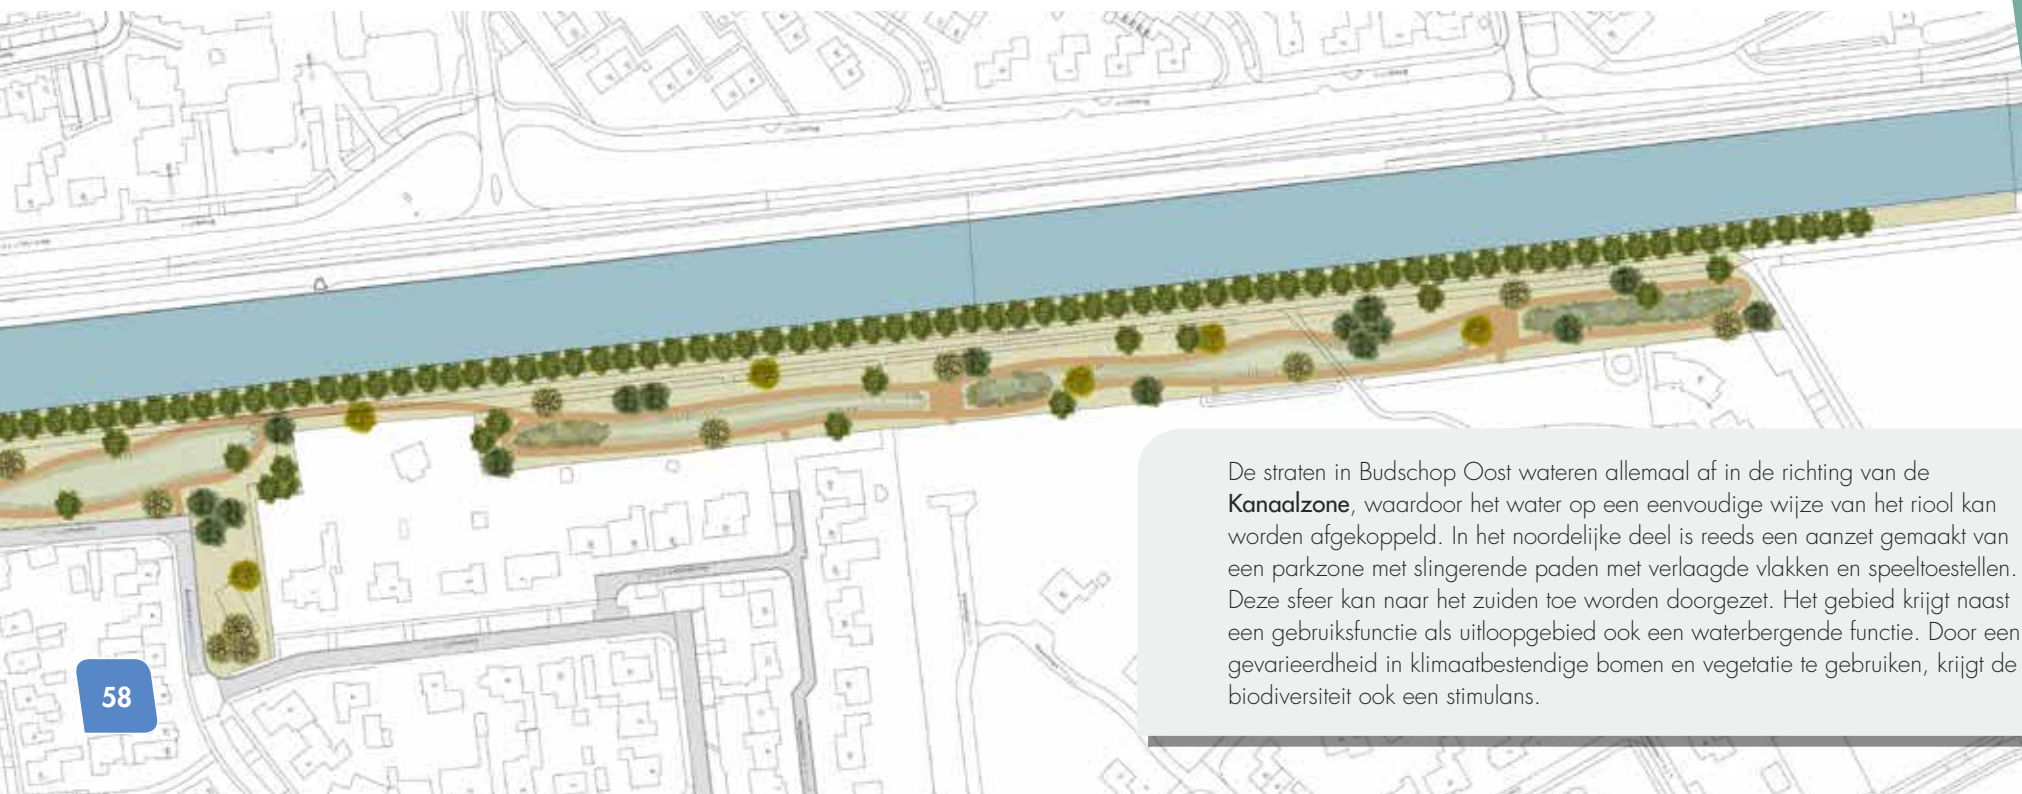 De straten in Budschop Oost wateren allemaal af in de richting van de
Kanaalzone, waardoor het water op een eenvoudige wijze van het riool kan
worden afgekoppeld. In het noordelijke deel is reeds een aanzet gemaakt van
een parkzone met slingerende paden met verlaagde vlakken en speeltoestellen.
Deze sfeer kan naar het zuiden toe worden doorgezet. Het gebied krijgt naast
een gebruiksfunctie als uitloopgebied ook een waterbergende functie. Door een
gevarieerdheid in klimaatbestendige bomen en vegetatie te gebruiken, krijgt de
biodiversiteit ook een stimulans.
58